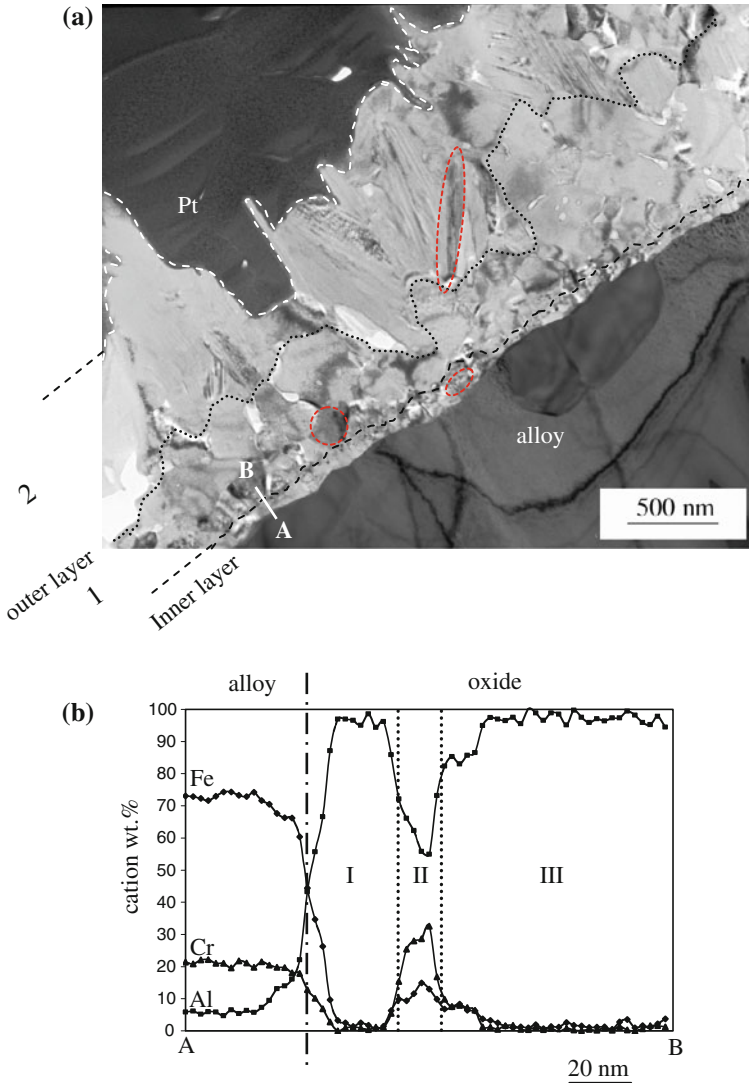 (a)
Pt
alloy
B
A
500 nm
2
outer layer
1
Inner layer
alloy
oxide
(b)
100
90
80
70
60
50
40
30
20
10
0
cation wt.%
Fe
Cr
Al
I
II
III
A
B
20 nm